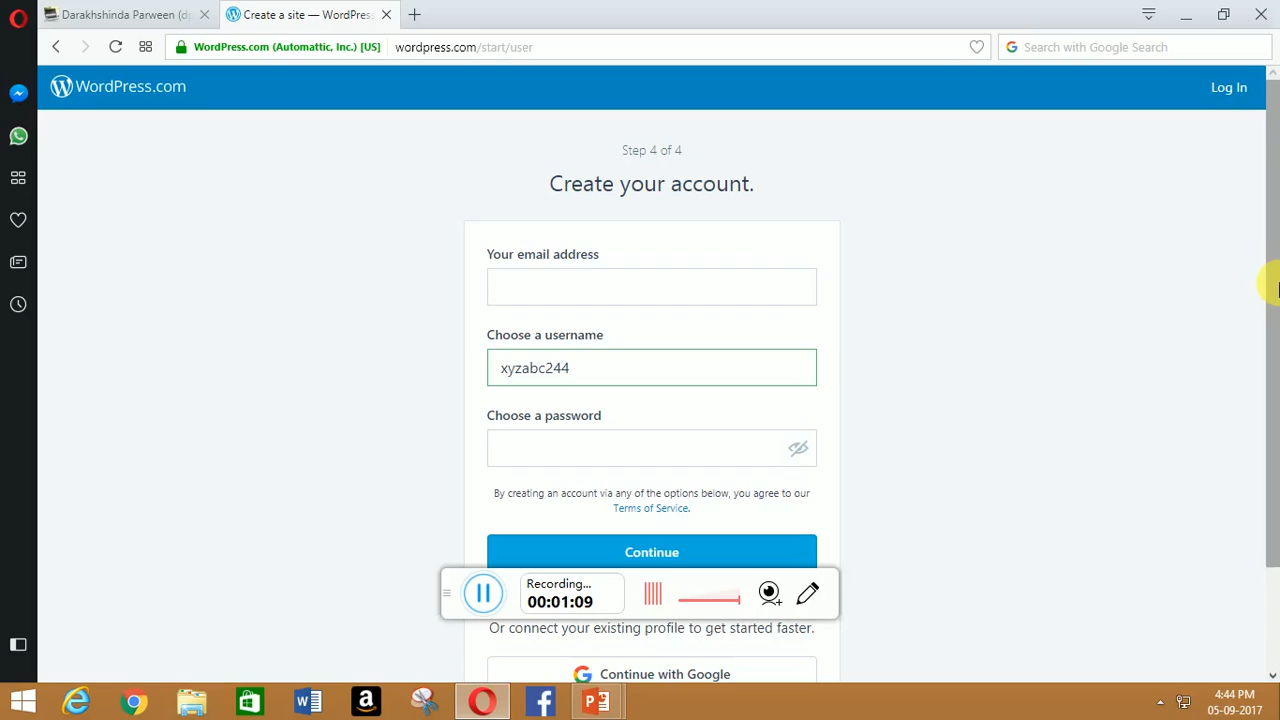 Darakhshinda Parween (dp
Create a site — WordPress
WordPress.com (Automattic, Inc.) [US]
wordpress.com/start/user
Search with Google Search
WordPress.com
Log In
Step 4 of 4
Create your account.
Your email address
Choose a username
xyzabc244
Choose a password
By creating an account via any of the options below, you agree to our
Terms of Service.
Continue
Recording...
00:01:09
Or connect your existing profile to get started faster.
Continue with Google
4:44 PM
05-09-2017